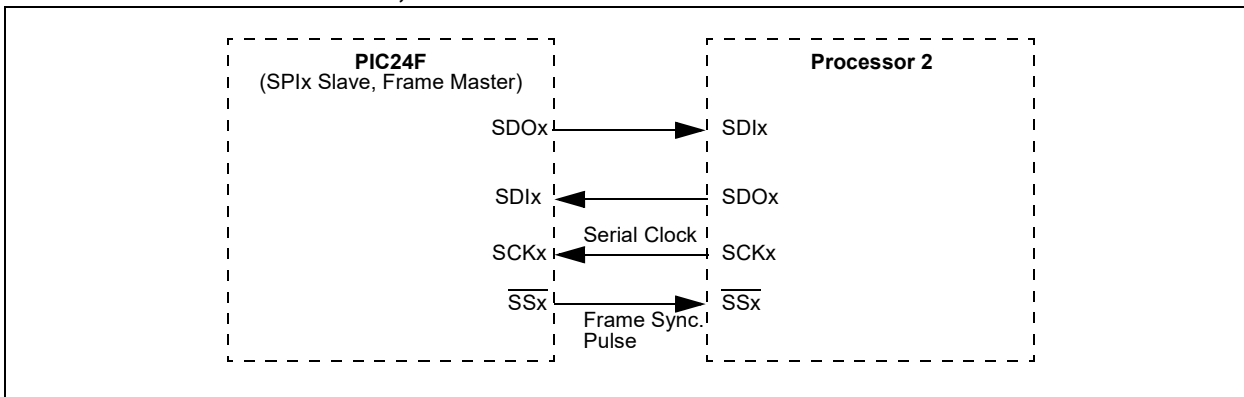 PIC24F
(SPIx Slave, Frame Master)
Processor 2
SDOx
SDIx
SDIx
SDOx
Serial Clock
SCKx
SCKx
SSx
SSx
Frame Sync.
Pulse